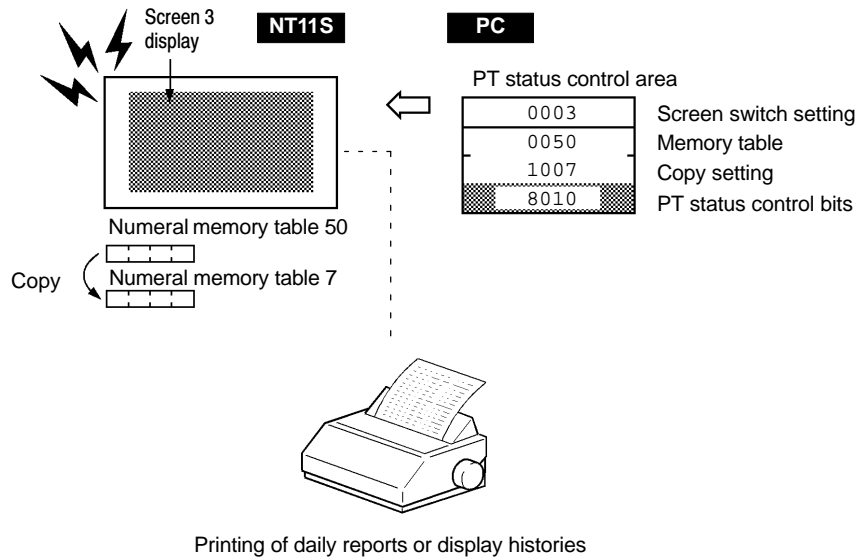 Screen 3
display
NT11S
PC
PT status control area
0003 Screen switch setting
0050 Memory table
1007 Copy setting
8010 PT status control bits
Numeral memory table 50
Copy
Numeral memory table 7
Printing of daily reports or display histories